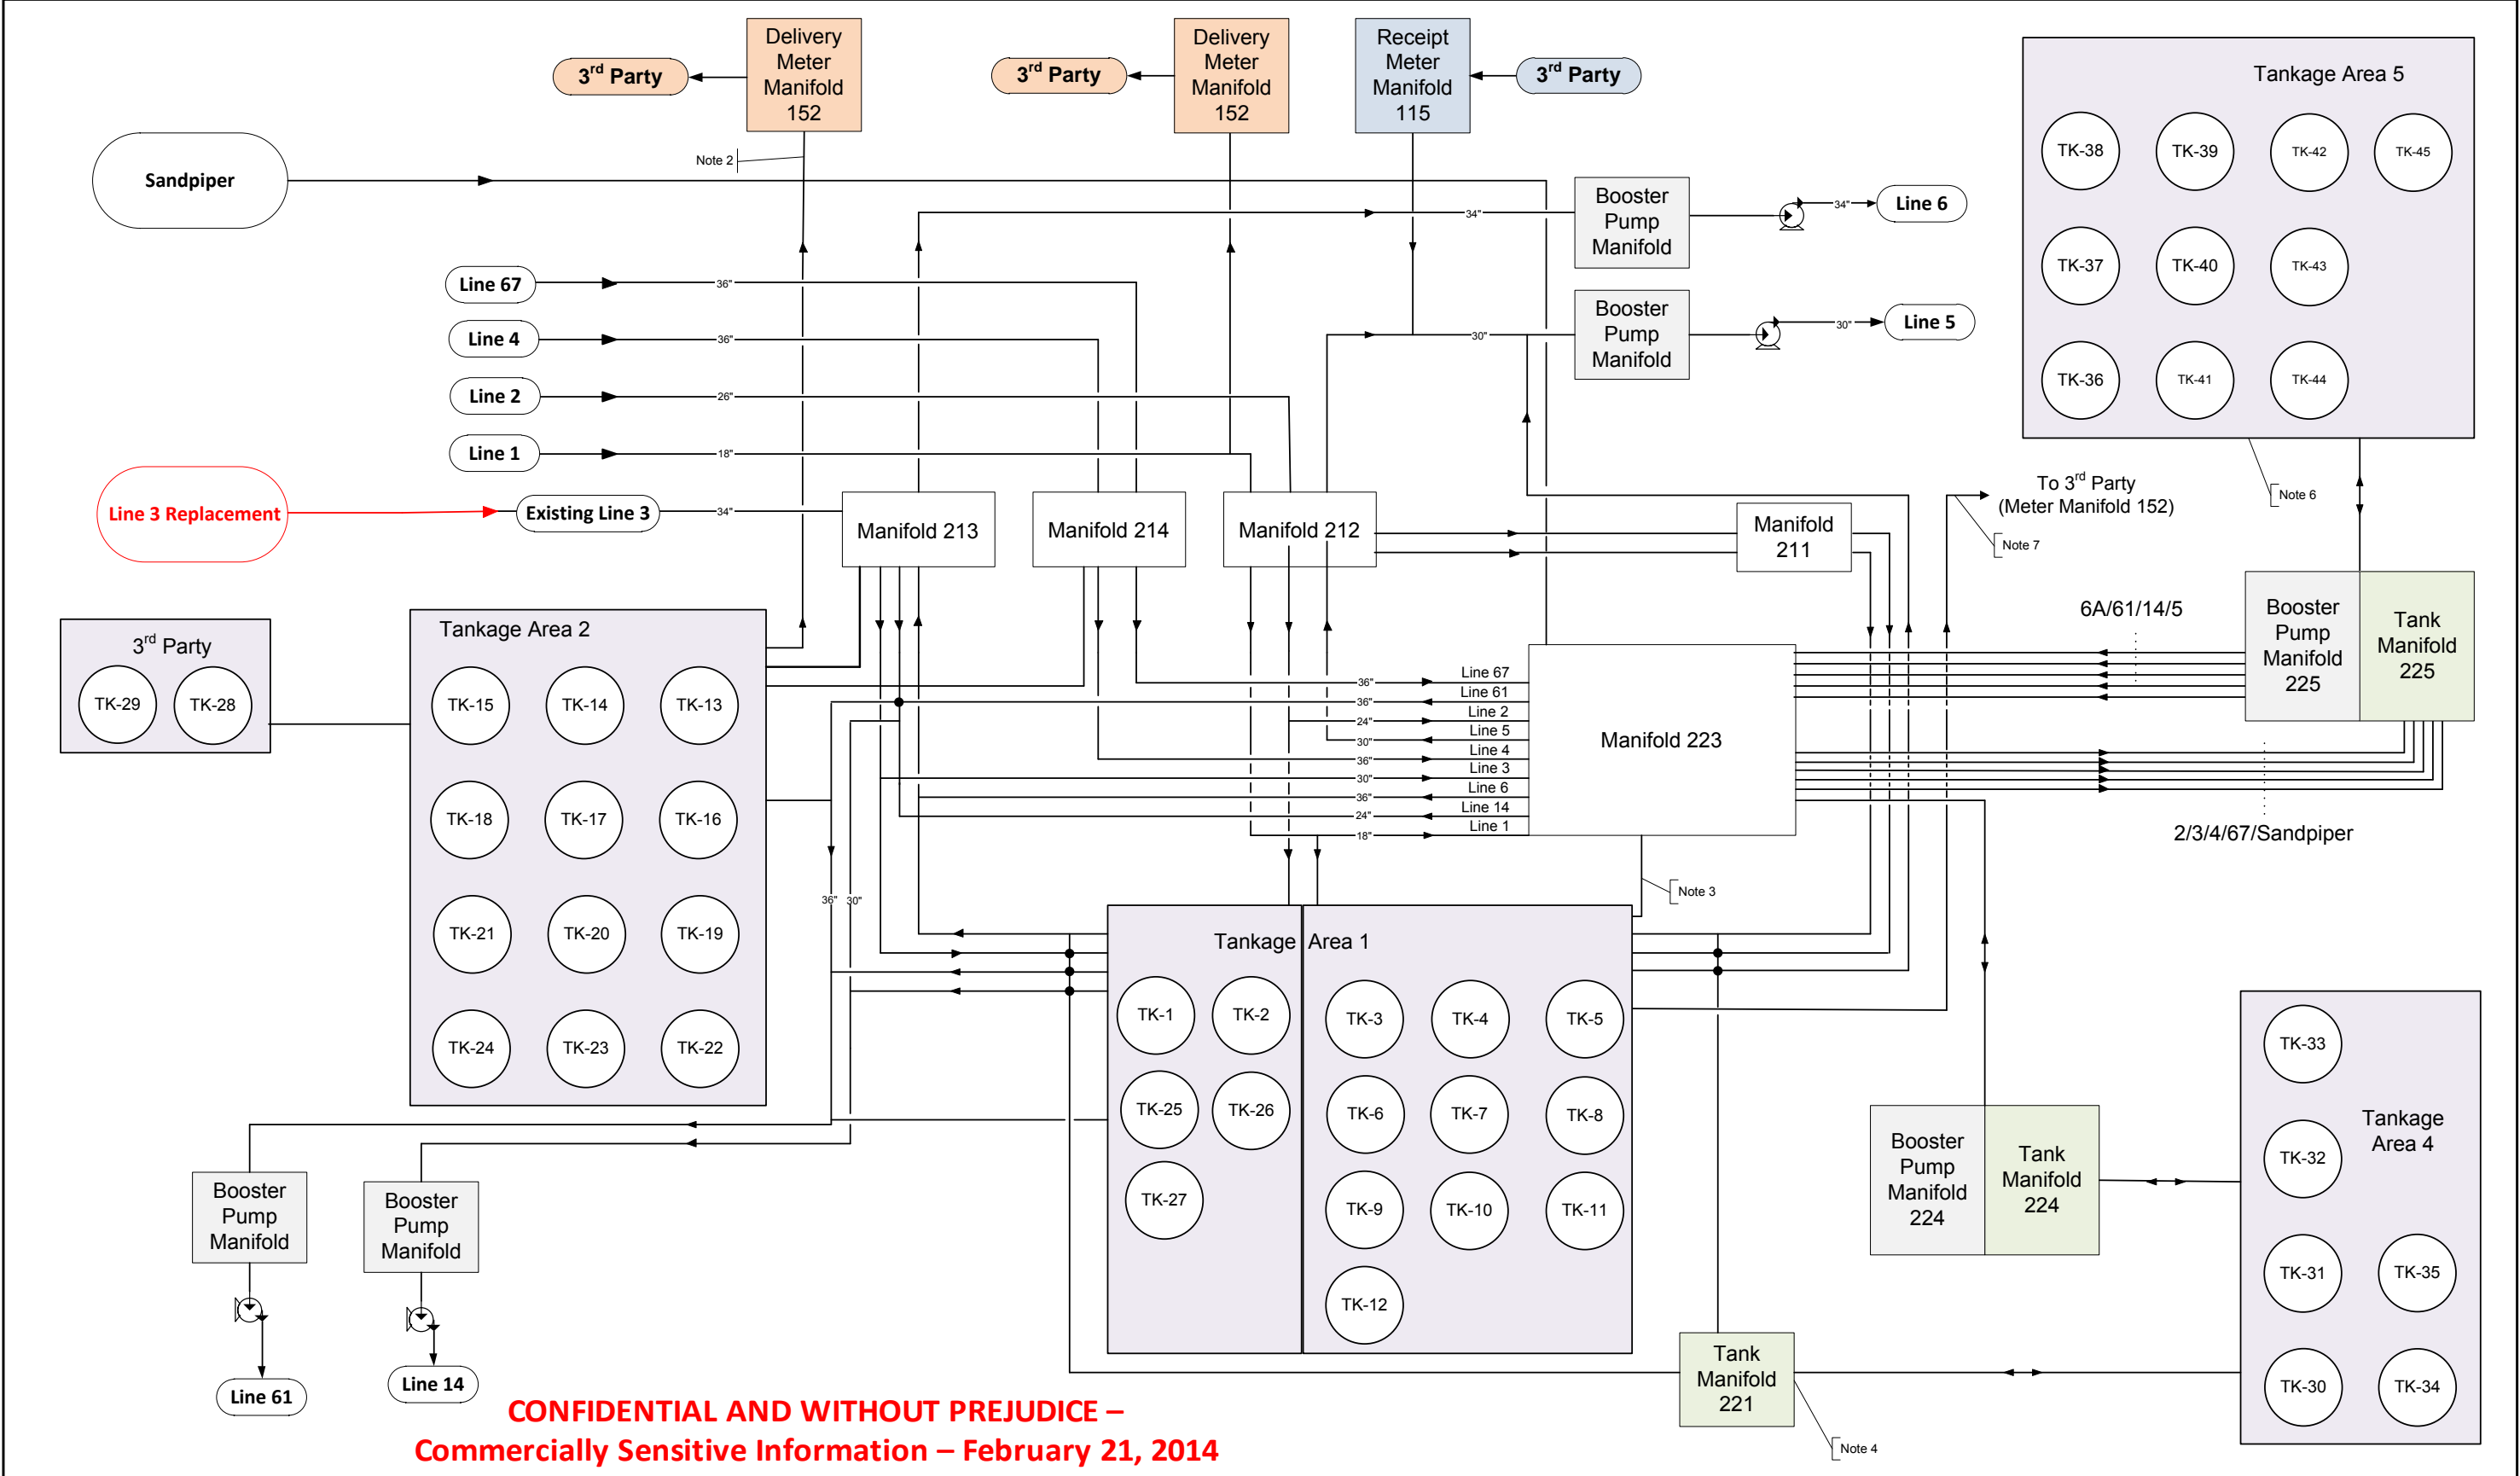 Delivery
Meter
Manifold
152
3rd Party
Delivery
Meter
Manifold
152
3rd Party
Receipt
Meter
Manifold
115
3rd Party
Tankage Area 5
TK-38
TK-39
TK-42
TK-45
TK-37
TK-40
TK-43
TK-36
TK-41
TK-44
Note 2
Sandpiper
34"
Booster
Pump
Manifold
34"
Line 6
Line 67
36"
Line 4
36"
30"
Booster
Pump
Manifold
30"
Line 5
Line 2
26"
Line 1
18"
Line 3 Replacement
Existing Line 3
34"
Manifold 213
Manifold 214
Manifold 212
Manifold
211
To 3rd Party
(Meter Manifold 152)
Note 7
Note 6
6A/61/14/5
Booster
Pump
Manifold
225
Tank
Manifold
225
3rd Party
TK-29
TK-28
Tankage Area 2
TK-15
TK-14
TK-13
TK-18
TK-17
TK-16
TK-21
TK-20
TK-19
TK-24
TK-23
TK-22
36"
Line 67
36"
Line 61
24"
Line 2
30"
Line 5
36"
Line 4
30"
Line 3
36"
Line 6
24"
Line 14
18"
Line 1
Manifold 223
2/3/4/67/Sandpiper
36"
30"
Note 3
Tankage Area 1
TK-1
TK-2
TK-3
TK-4
TK-5
TK-25
TK-26
TK-6
TK-7
TK-8
TK-27
TK-9
TK-10
TK-11
TK-12
Booster
Pump
Manifold
224
Tank
Manifold
224
Tankage
Area 4
TK-33
TK-32
TK-31
TK-35
TK-30
TK-34
Booster
Pump
Manifold
Booster
Pump
Manifold
Line 61
Line 14
Tank
Manifold
221
Note 4
CONFIDENTIAL AND WITHOUT PREJUDICE –
Commercially Sensitive Information – February 21, 2014